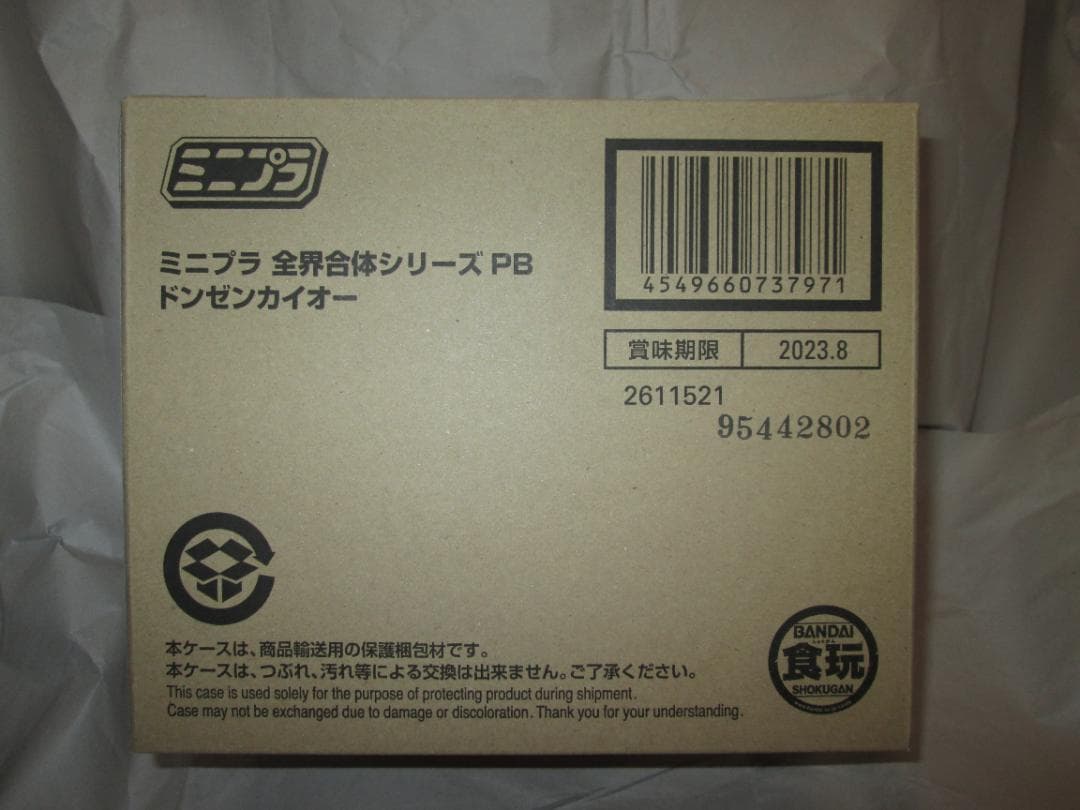 ミニプラ
ミニプラ 全界合体シリーズ PB
ドンゼンカイオー
4549660737971
賞味期限 2023.8
2611521
95442802
本ケースは、商品輸送用の保護梱包材です。
本ケースは、つぶれ、汚れ等による交換は出来ません。ご了承ください。
This case is used solely for the purpose of protecting product during shipment.
Case may not be exchanged due to damage or discoloration. Thank you for your understanding.
BANDAI
しょくがん
食玩
SHOKUGAN